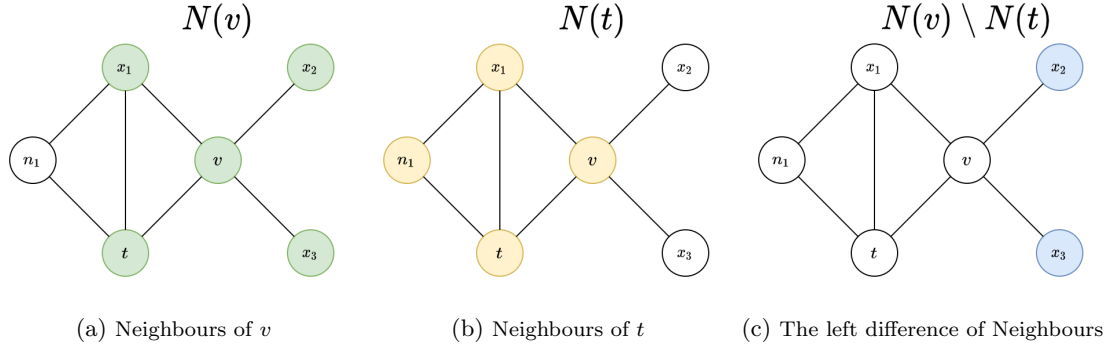 N(v)
N(t)
N(v) \ N(t)
x₁
x₂
n₁
v
t
x₃
x₁
x₂
n₁
v
t
x₃
x₁
x₂
n₁
v
t
x₃
(a) Neighbours of v
(b) Neighbours of t
(c) The left difference of Neighbours